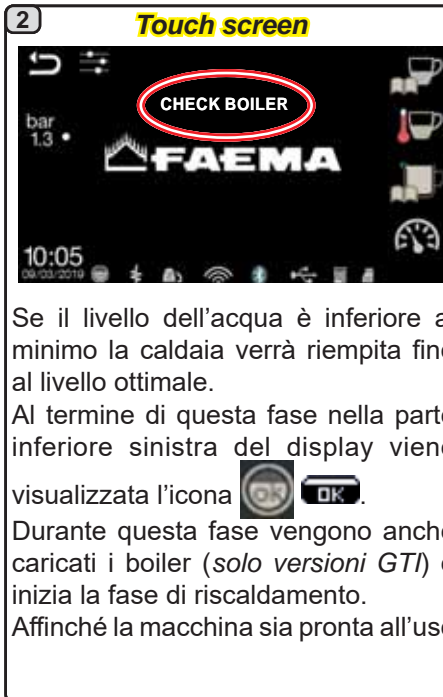 2
Touch screen
CHECK BOILER
bar
1.3
FAEMA
10:05
09/03/2019
Se il livello dell'acqua è inferiore a
minimo la caldaia verrà riempita fino
al livello ottimale.
Al termine di questa fase nella parte
inferiore sinistra del display viene
visualizzata l'icona OK OK.
Durante questa fase vengono anche
caricati i boiler (solo versioni GTI) e
inizia la fase di riscaldamento.
Affinché la macchina sia pronta all'uso